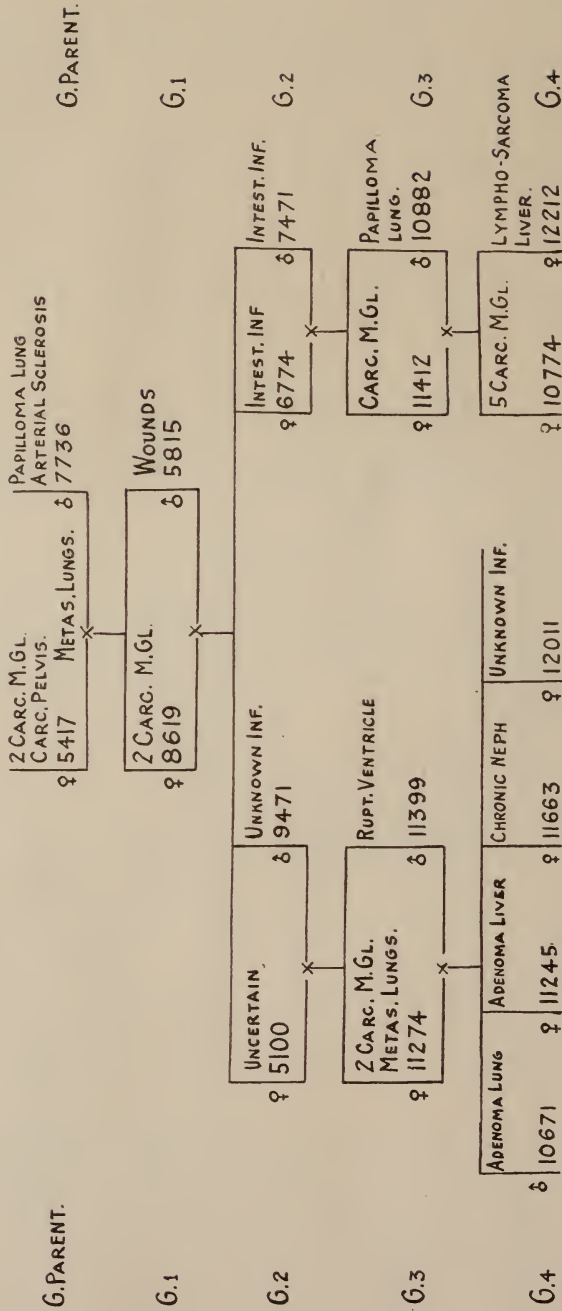 G.PARENT.
2 CARC. M.GL.
CARC. PELVIS.
♀ 5417 METAS. LUNGS.
PAPILLOMA LUNG
ARTERIAL SCLEROSIS
♂ 7736
G.PARENT
×
G.1
2 CARC. M.GL.
♀ 8619
WOUNDS
♂ 5815
G.1
×
G.2
UNCERTAIN.
♀ 5100
UNKNOWN INF.
♂ 9471
INTEST. INF
♀ 6774
INTEST. INF.
♂ 7471
G.2
×
×
G.3
2 CARC. M.GL.
METAS. LUNGS.
♀ 11274
RUPT. VENTRICLE
♂ 11399
CARC. M.GL.
♀ 11412
PAPILLOMA
LUNG.
♂ 10882
G.3
×
×
G.4
ADENOMA LUNG
♂ 10671
ADENOMA LIVER
♀ 11245
CHRONIC NEPH
♀ 11663
UNKNOWN INF.
♀ 12011
5 CARC. M.GL.
♀ 10774
LYMPHO-SARCOMA
LIVER.
♀ 12212
G.4